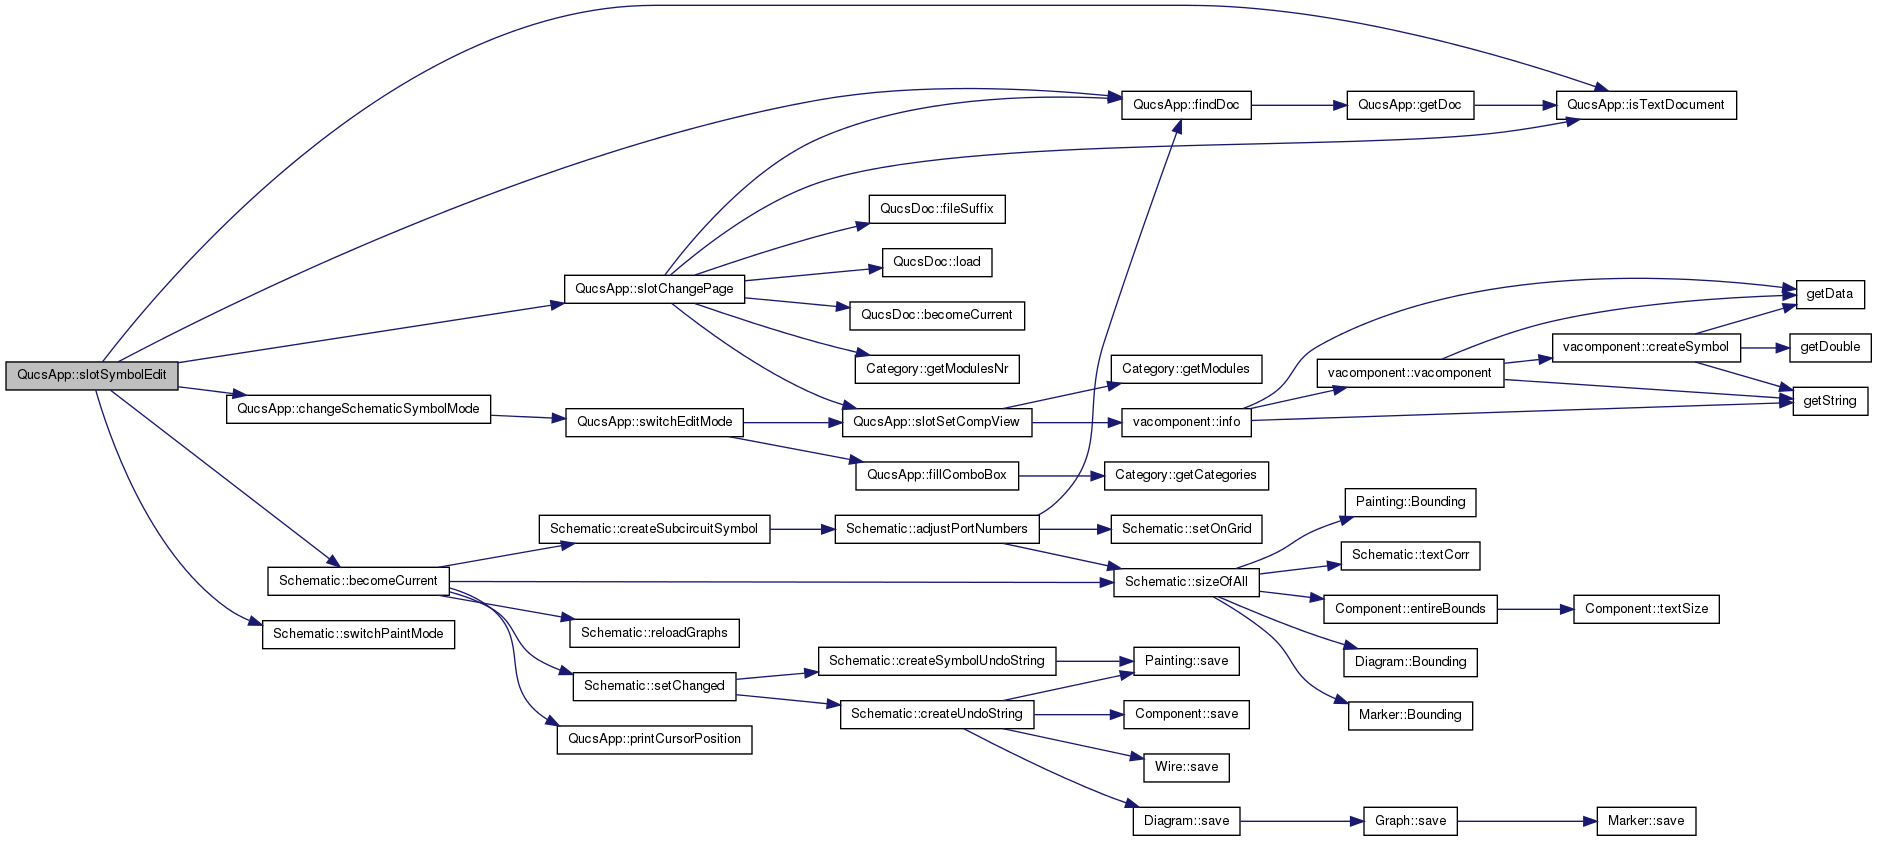 QucsApp::findDoc
QucsApp::getDoc
QucsApp::isTextDocument
QucsDoc::fileSuffix
QucsDoc::load
QucsApp::slotChangePage
getData
QucsDoc::becomeCurrent
vacomponent::createSymbol
getDouble
QucsApp::slotSymbolEdit
Category::getModulesNr
Category::getModules
vacomponent::vacomponent
getString
QucsApp::changeSchematicSymbolMode
QucsApp::switchEditMode
QucsApp::slotSetCompView
vacomponent::info
QucsApp::fillComboBox
Category::getCategories
Painting::Bounding
Schematic::createSubcircuitSymbol
Schematic::adjustPortNumbers
Schematic::setOnGrid
Schematic::textCorr
Schematic::becomeCurrent
Schematic::sizeOfAll
Component::entireBounds
Component::textSize
Schematic::switchPaintMode
Schematic::reloadGraphs
Schematic::createSymbolUndoString
Painting::save
Diagram::Bounding
Schematic::setChanged
Schematic::createUndoString
Component::save
Marker::Bounding
QucsApp::printCursorPosition
Wire::save
Diagram::save
Graph::save
Marker::save